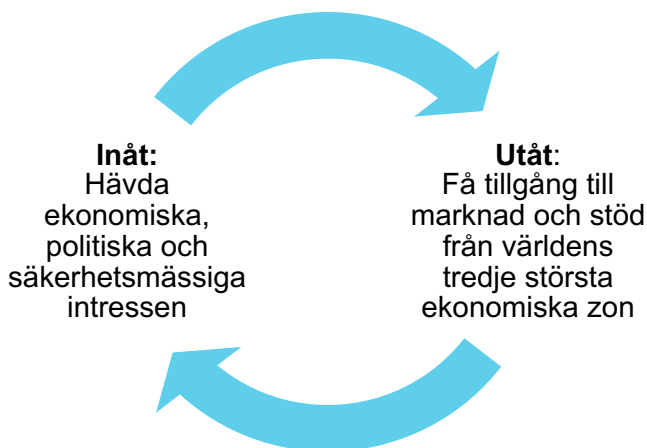 Inåt:
Hävda
ekonomiska,
politiska och
säkerhetsmässiga
intressen
Utåt:
Få tillgång till
marknad och stöd
från världens
tredje största
ekonomiska zon